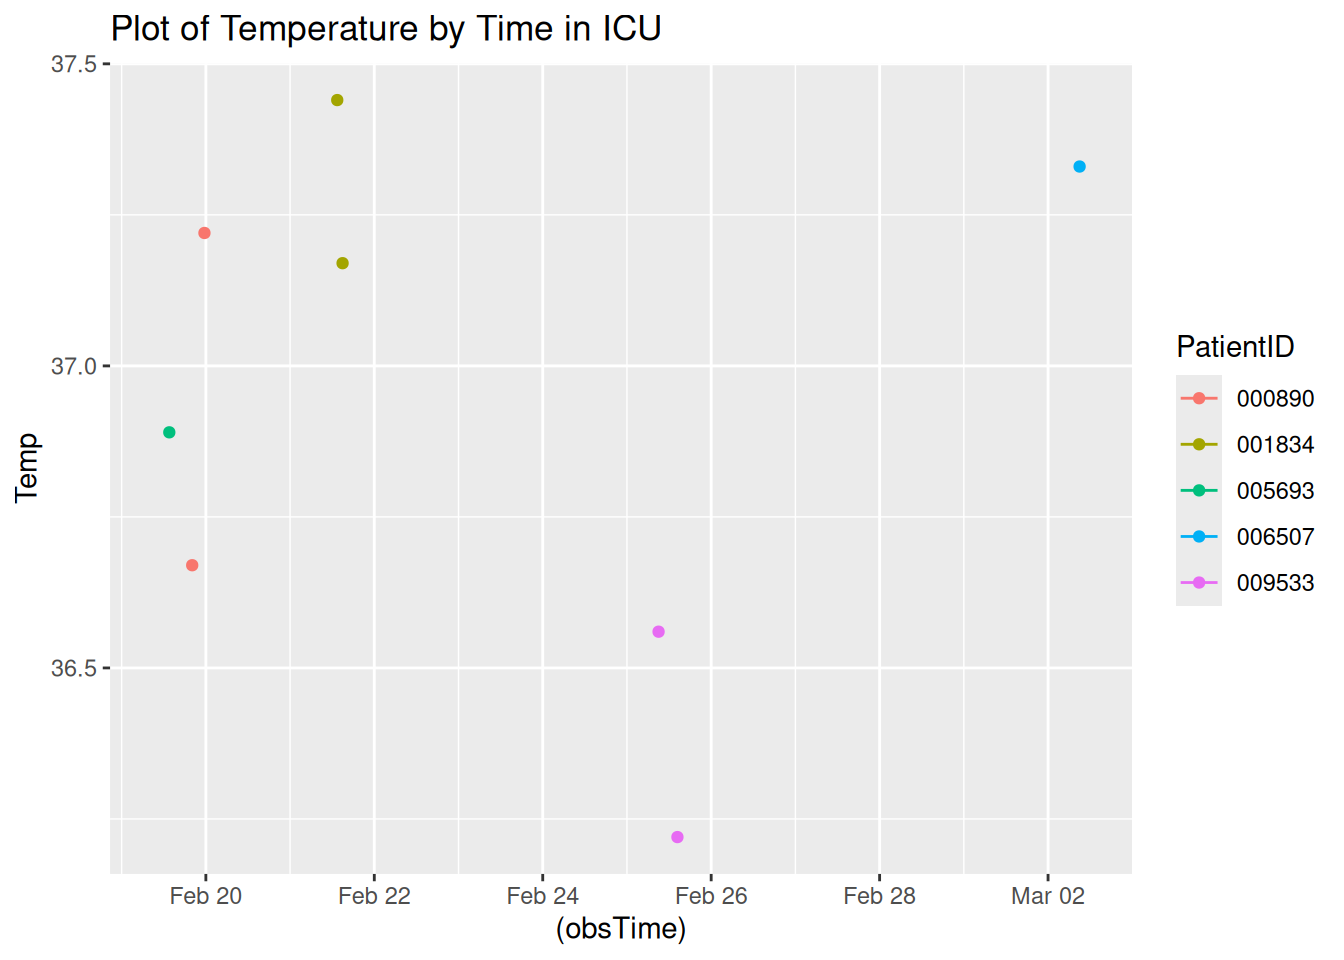 Plot of Temperature by Time in ICU
37.5
37.0
36.5
Temp
Feb 20
Feb 22
Feb 24
Feb 26
Feb 28
Mar 02
(obsTime)
PatientID
000890
001834
005693
006507
009533